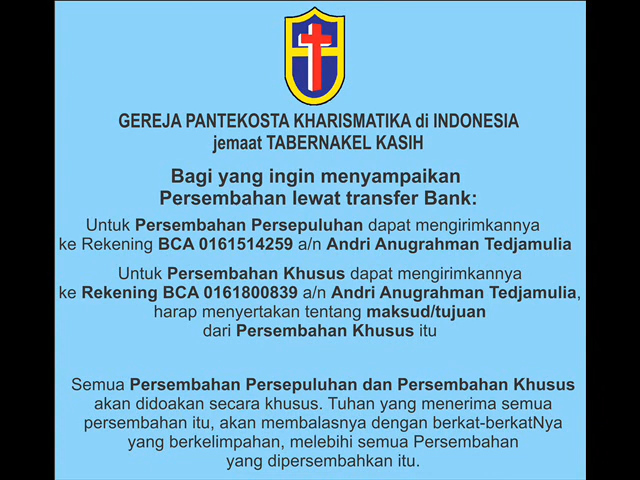 GEREJA PANTEKOSTA KHARISMATIKA di INDONESIA
jemaat TABERNAKEL KASIH
Bagi yang ingin menyampaikan
Persembahan lewat transfer Bank:
Untuk Persembahan Persepuluhan dapat mengirimkannya
ke Rekening BCA 0161514259 a/n Andri Anugrahman Tedjamulia
Untuk Persembahan Khusus dapat mengirimkannya
ke Rekening BCA 0161800839 a/n Andri Anugrahman Tedjamulia,
harap menyertakan tentang maksud/tujuan
dari Persembahan Khusus itu
Semua Persembahan Persepuluhan dan Persembahan Khusus
akan didoakan secara khusus. Tuhan yang menerima semua
persembahan itu, akan membalasnya dengan berkat-berkatNya
yang berkelimpahan, melebihi semua Persembahan
yang dipersembahkan itu.